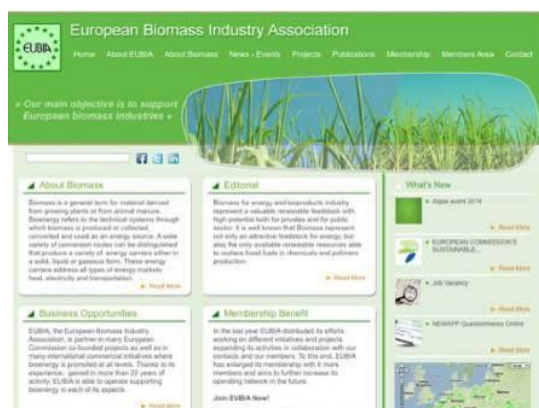 EUBIA
European Biomass Industry Association
Home About EUBIA About Biomass News - Events Projects Publications Membership Members Area Contact
« Our main objective is to support
European biomass industries »
About Biomass
Biomass is a general term for material derived
from growing plants or from animal manure.
Bioenergy refers to the technical systems through
which biomass is produced or collected,
converted and used as an energy source. A wide
variety of conversion routes can be distinguished
that produce a variety of energy carriers either in
a solid, liquid or gaseous form. These energy
carriers address all types of energy markets:
heat, electricity and transportation.
Read More
Editorial
Biomass for energy and bioproducts industry
represent a valuable renewable feedstock with
high potential both for privates and for public
sector. It is well known that Biomass represent
not only an attractive feedstock for energy, but
also the only available renewable resources able
to replace fossil fuels in chemicals and polimers
production.
Read More
Business Opportunities
EUBIA, the European Biomass Industry
Association, is partner in many European
Commission co-founded projects as well as in
many international commercial initiatives where
bioenergy is promoted at all levels. Thanks to its
experience, gained in more than 20 years of
activity, EUBIA is able to operate supporting
bioenergy in each of its aspects.
Read More
Membership Benefit
In the last year EUBIA distributed its efforts
working on different initiatives and projects
expanding its activities in collaboration with our
contacts and our members. To this end, EUBIA
has enlarged its membership with 6 more
members and aims to further increase its
operating network in the future.
Join EUBIA Now!
What's New
event 2014
Read More
EUROPEAN COMMISSION'S
SUSTAINABLE...
Read More
Job Vacancy
Read More
NEWAPP Questionnaires Online
Read More